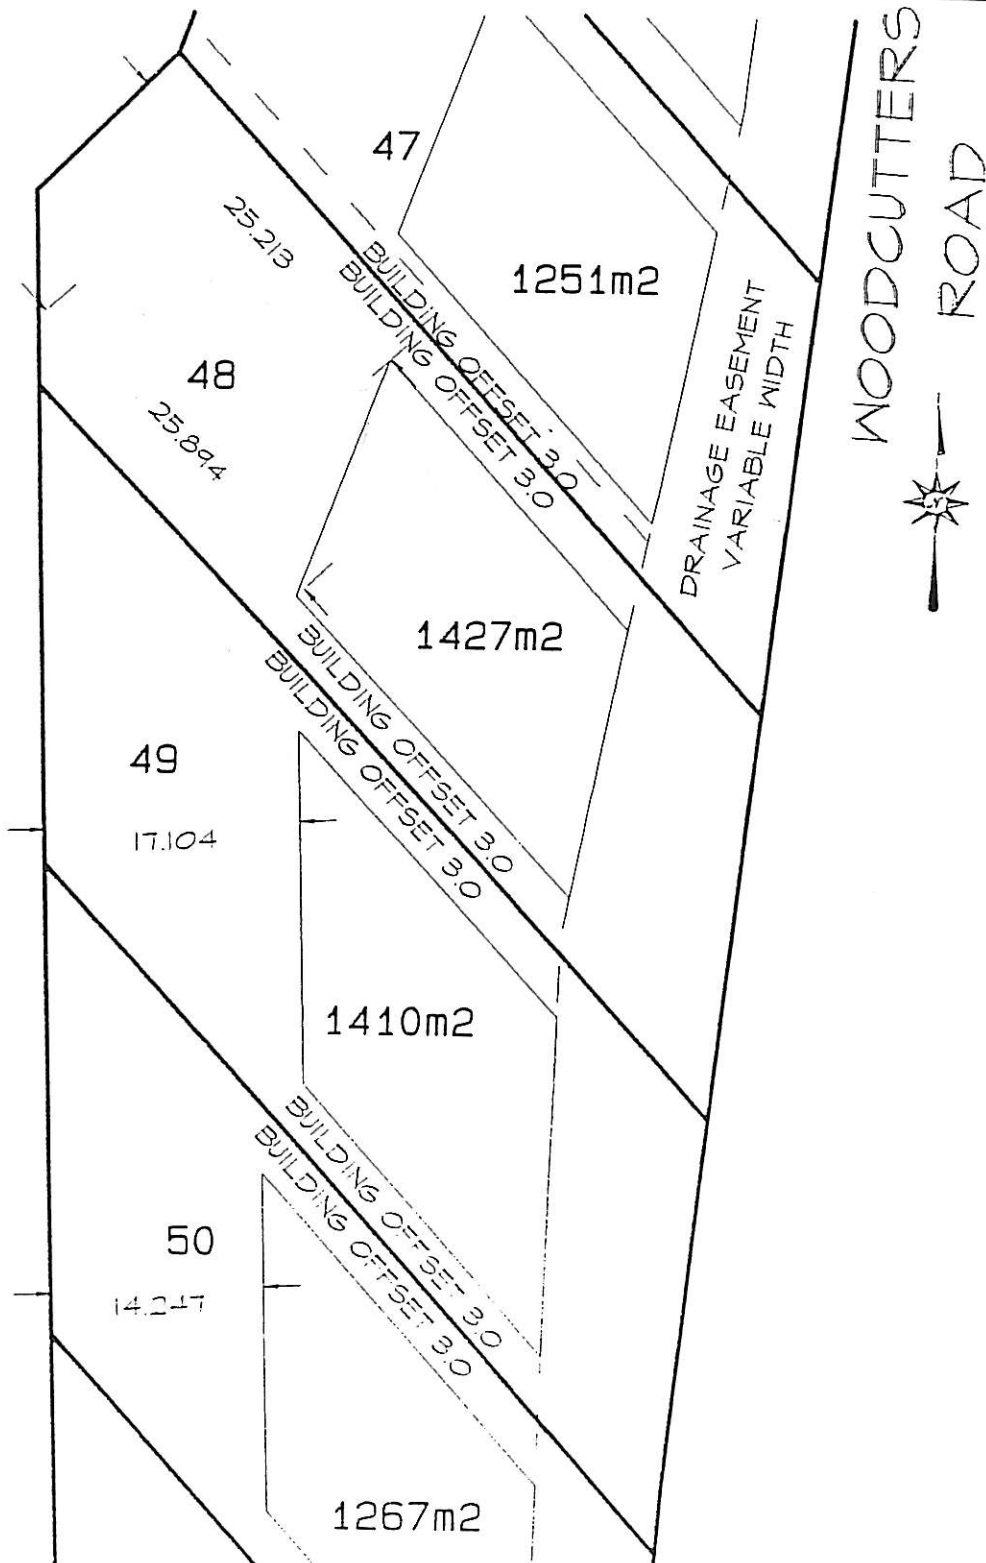 WOODCUTTERS
ROAD
47
25.213
1251m2
BUILDING OFFSET 3.0
BUILDING OFFSET 3.0
DRAINAGE EASEMENT
VARIABLE WIDTH
48
25.894
1427m2
BUILDING OFFSET 3.0
BUILDING OFFSET 3.0
49
17.104
1410m2
BUILDING OFFSET 3.0
BUILDING OFFSET 3.0
50
14.247
1267m2